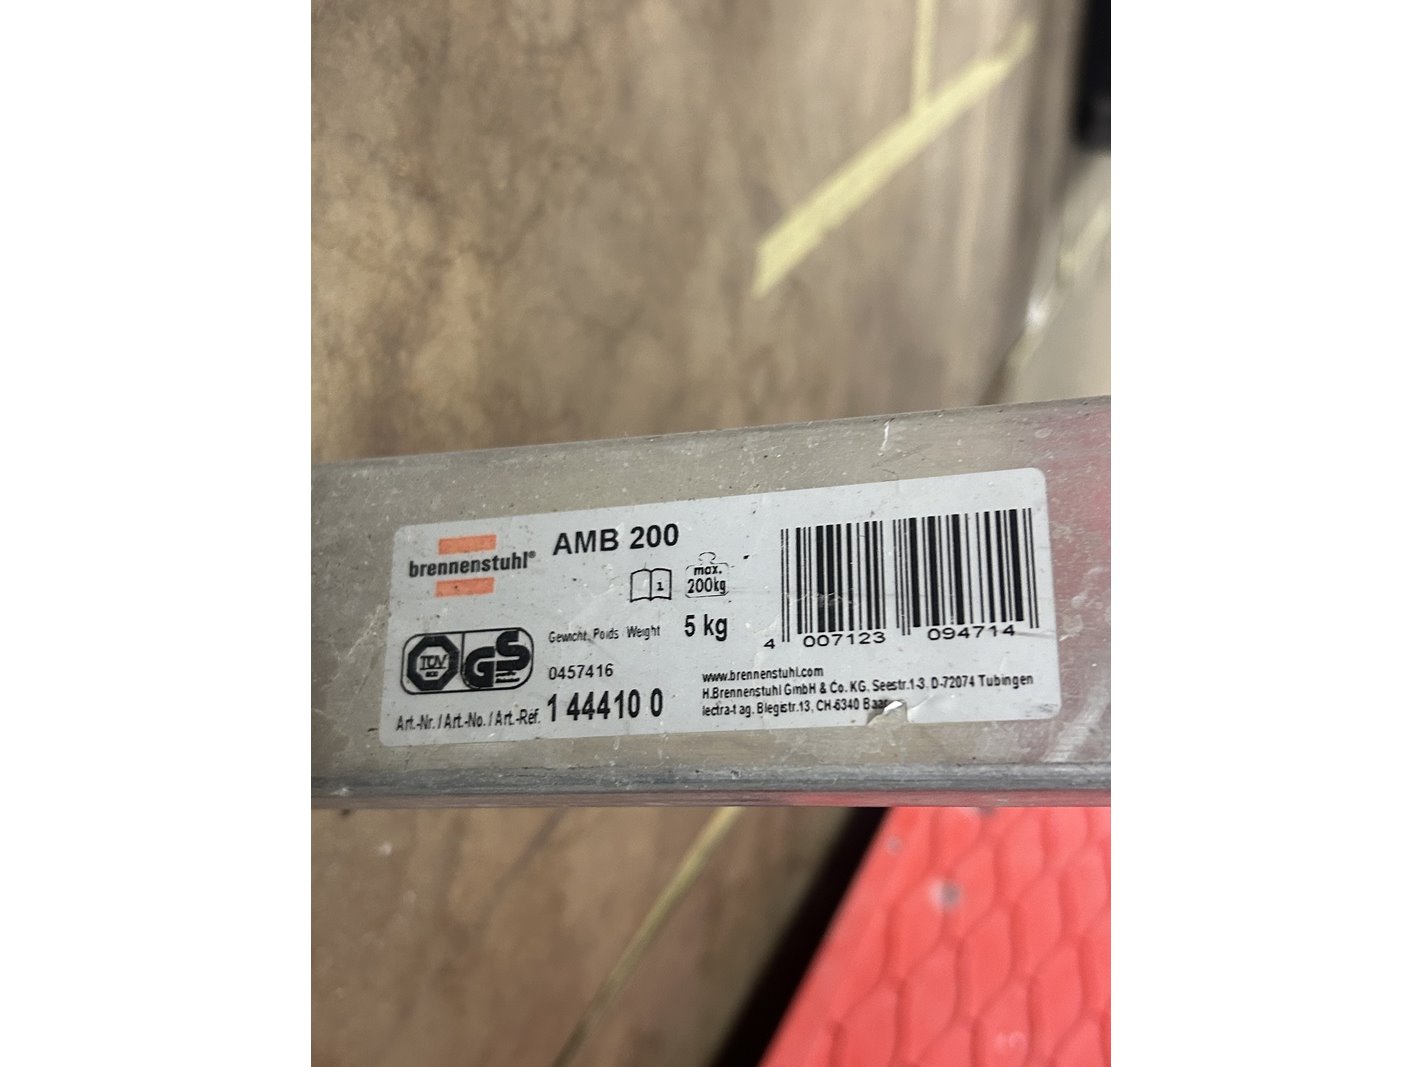 brennenstuhl®
AMB 200
i
max.
200kg
Gewicht Poids Weight
5 kg
TÜV
GS
0457416
Art.-Nr. / Art.-No. / Art.-Réf. 1 44410 0
4 007123 094714
www.brennenstuhl.com
H.Brennenstuhl GmbH & Co. KG. Seestr.1-3. D-72074 Tübingen
lectra-t ag. Blegistr.13, CH-6340 Baar